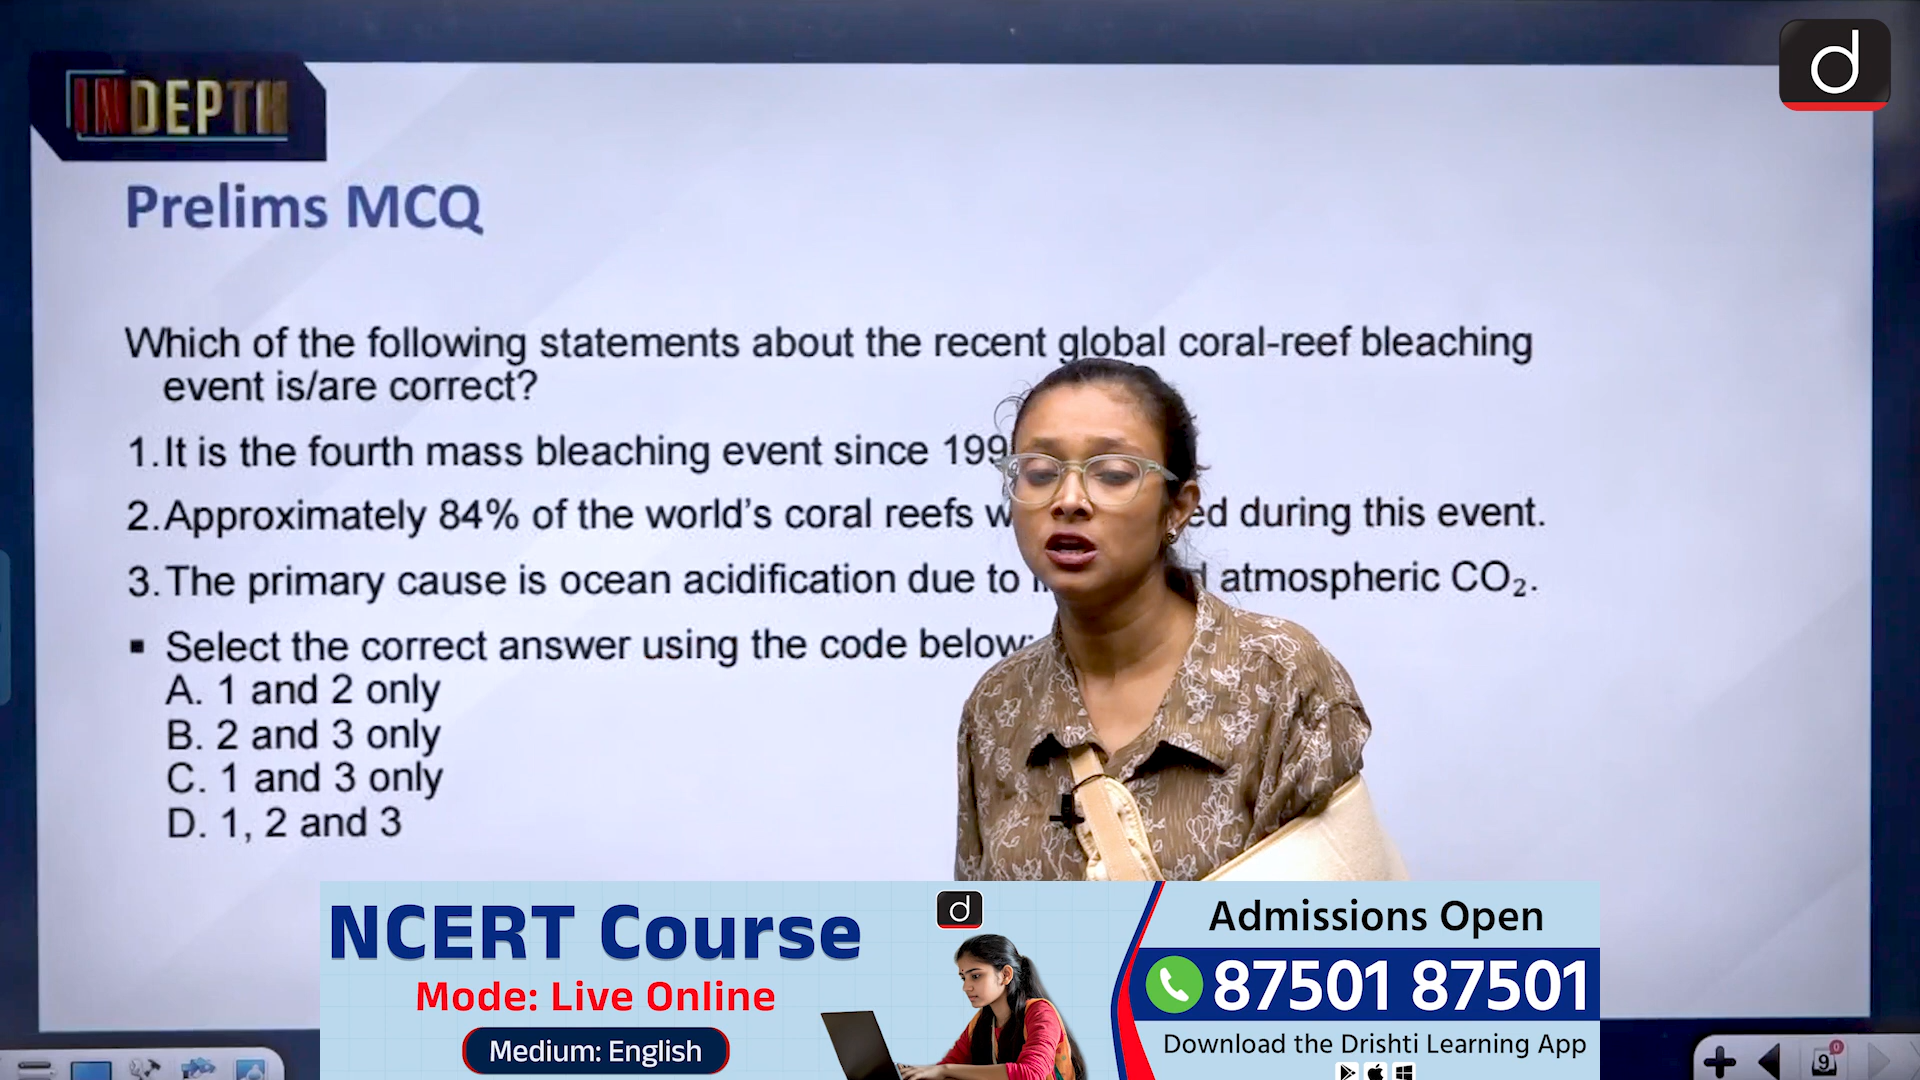 INDEPTH
d
Prelims MCQ
Which of the following statements about the recent global coral-reef bleaching
event is/are correct?
1. It is the fourth mass bleaching event since 199
2. Approximately 84% of the world's coral reefs during this event.
3. The primary cause is ocean acidification due to atmospheric CO₂.
▪ Select the correct answer using the code below:
A. 1 and 2 only
B. 2 and 3 only
C. 1 and 3 only
D. 1, 2 and 3
NCERT Course
Mode: Live Online
Medium: English
d
Admissions Open
87501 87501
Download the Drishti Learning App
9
0